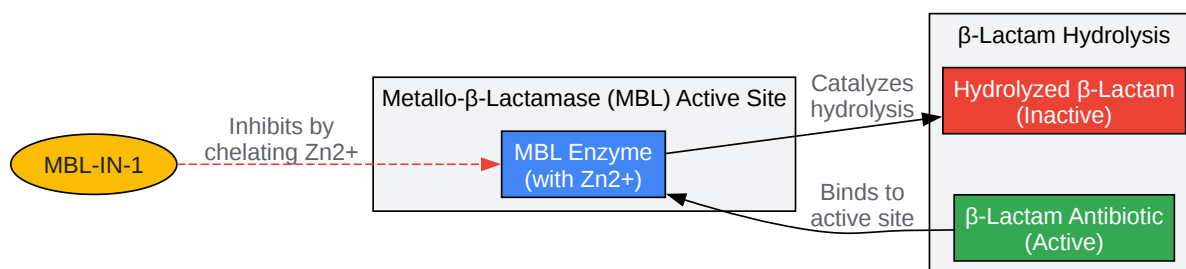 MBL-IN-1
Inhibits by
chelating Zn2+
Metallo-β-Lactamase (MBL) Active Site
MBL Enzyme
(with Zn2+)
Catalyzes
hydrolysis
Binds to
active site
β-Lactam Hydrolysis
Hydrolyzed β-Lactam
(Inactive)
β-Lactam Antibiotic
(Active)